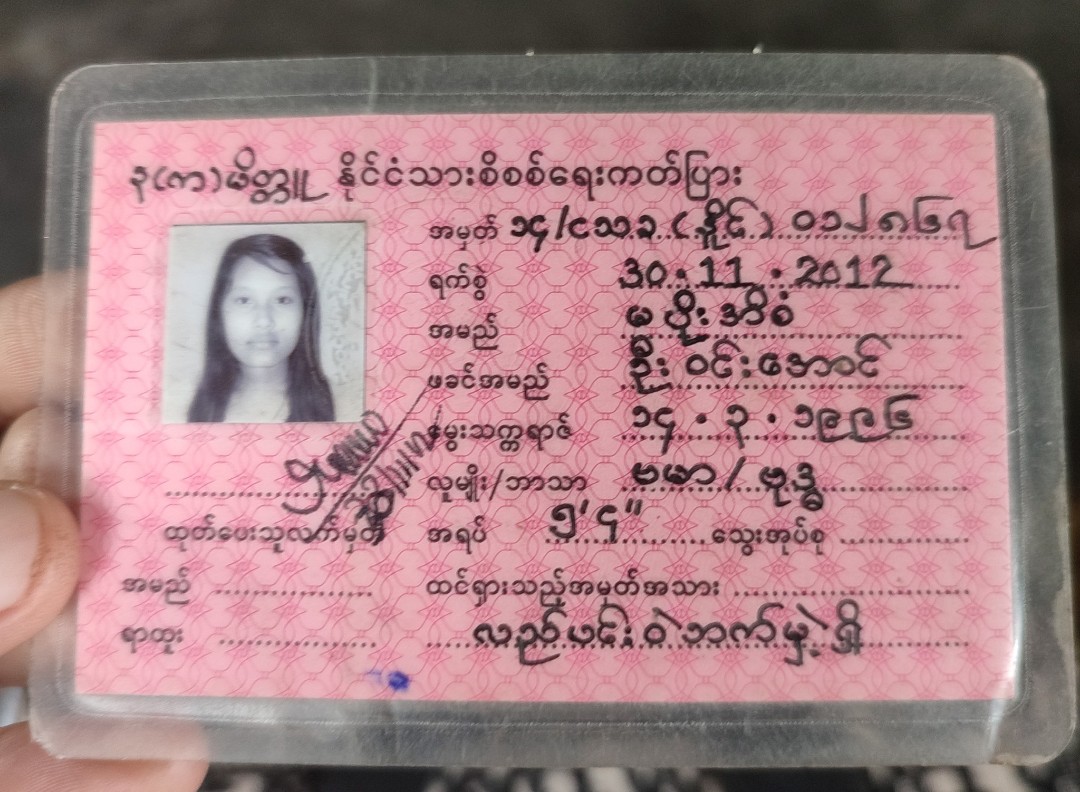 န(က)မိတ္ထူ နိုင်ငံသားစိစစ်ရေးကတ်ပြား
အမှတ် ၁၄/ငသခ (နိုင်) ၀၁၂၈၆၇
ရက်စွဲ 30.11.2012
အမည် မဖိုးအိစံ
ဖခင်အမည် ဦးဝင်းအောင်
မွေးသက္ကရာဇ် ၁၄.၃.၁၉၉၆
လူမျိုး/ဘာသာ ဗမာ/ဗုဒ္ဓ
ထုတ်ပေးသူလက်မှတ် အရပ် ၅'၄" သွေးအုပ်စု
အမည် ထင်ရှားသည့်အမှတ်အသား
ရာထူး လည်ပင်းဝဲဘက်မှဲ့ရှိ